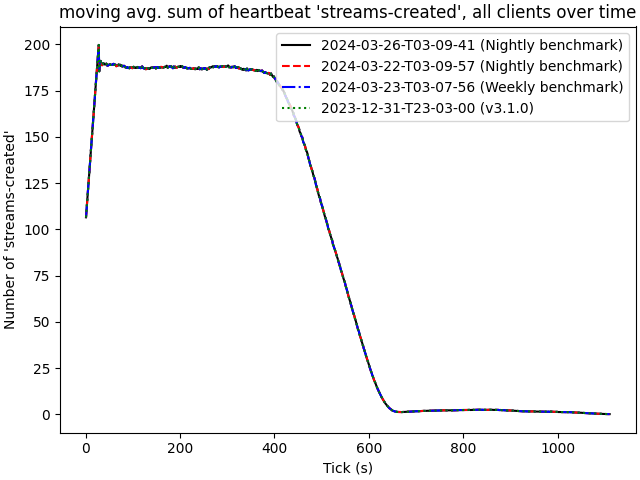 moving avg. sum of heartbeat 'streams-created', all clients over time
2024-03-26-T03-09-41 (Nightly benchmark)
2024-03-22-T03-09-57 (Nightly benchmark)
2024-03-23-T03-07-56 (Weekly benchmark)
2023-12-31-T23-03-00 (v3.1.0)
Number of 'streams-created'
200
175
150
125
100
75
50
25
0
0 200 400 600 800 1000
Tick (s)